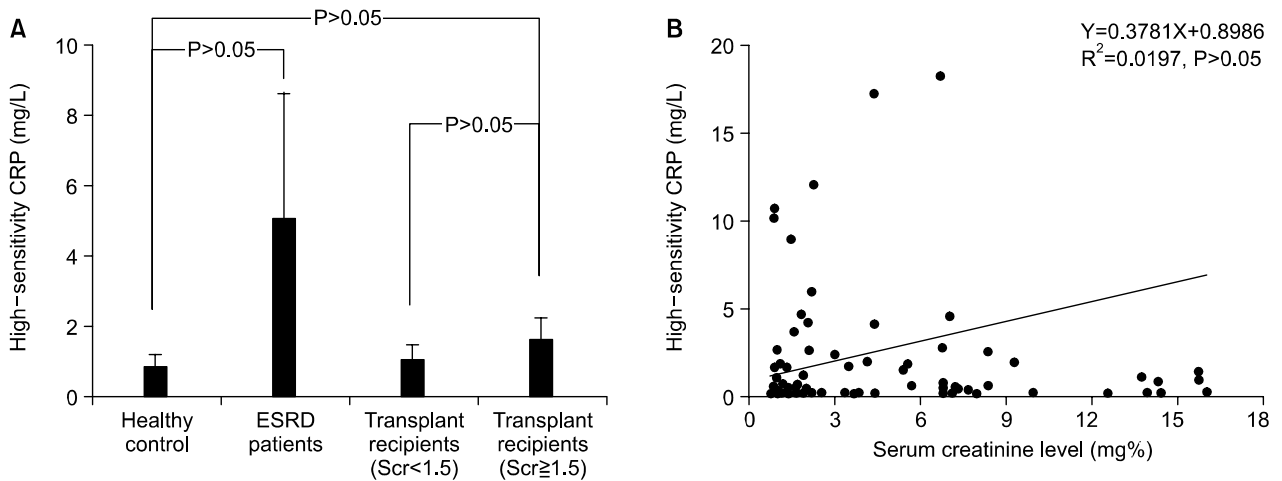 A
P>0.05
P>0.05
P>0.05
High-sensitivity CRP (mg/L)
10
8
6
4
2
0
Healthy
control
ESRD
patients
Transplant
recipients
(Scr<1.5)
Transplant
recipients
(Scr≧1.5)
B
Y=0.3781X+0.8986
R²=0.0197, P>0.05
High-sensitivity CRP (mg/L)
20
15
10
5
0
0 3 6 9 12 15 18
Serum creatinine level (mg%)